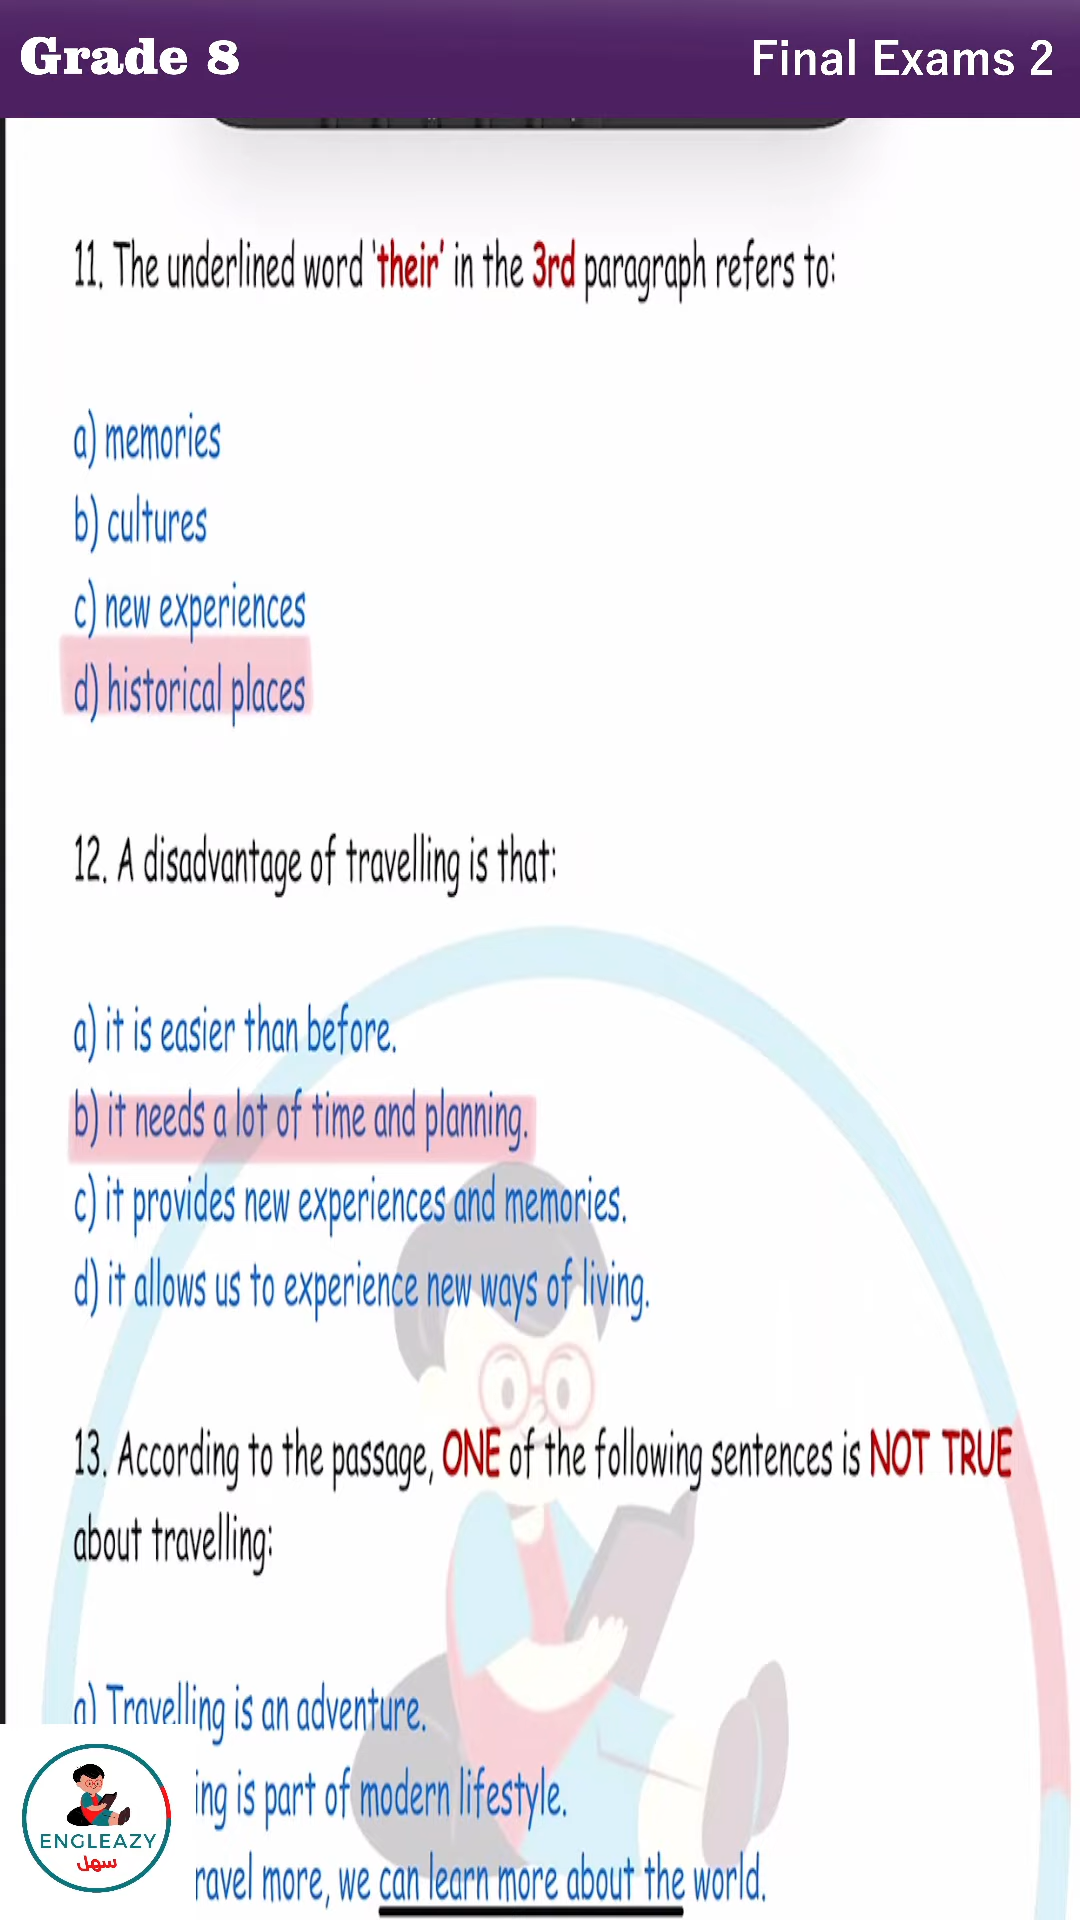 Grade 8
Final Exams 2
11. The underlined word 'their' in the 3rd paragraph refers to:
a) memories
b) cultures
c) new experiences
d) historical places
12. A disadvantage of travelling is that:
a) it is easier than before.
b) it needs a lot of time and planning.
c) it provides new experiences and memories.
d) it allows us to experience new ways of living.
13. According to the passage, ONE of the following sentences is NOT TRUE
about travelling:
a) Travelling is an adventure.
ing is part of modern lifestyle.
ravel more, we can learn more about the world.
ENGLEAZY
سهل